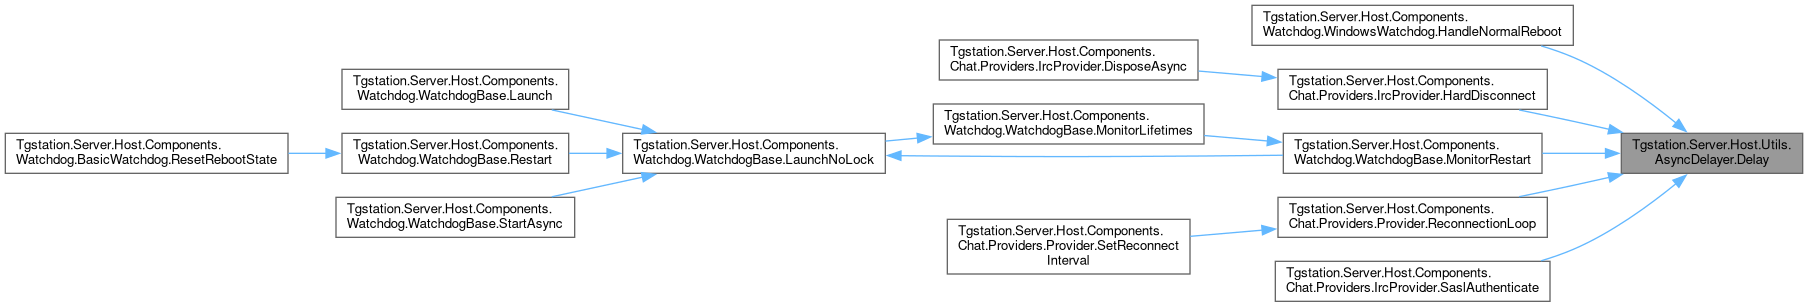 Tgstation.Server.Host.Components.
Watchdog.WindowsWatchdog.HandleNormalReboot
Tgstation.Server.Host.Components.
Chat.Providers.IrcProvider.DisposeAsync
Tgstation.Server.Host.Components.
Chat.Providers.IrcProvider.HardDisconnect
Tgstation.Server.Host.Components.
Watchdog.WatchdogBase.Launch
Tgstation.Server.Host.Components.
Watchdog.WatchdogBase.MonitorLifetimes
Tgstation.Server.Host.Components.
Watchdog.BasicWatchdog.ResetRebootState
Tgstation.Server.Host.Components.
Watchdog.WatchdogBase.Restart
Tgstation.Server.Host.Components.
Watchdog.WatchdogBase.LaunchNoLock
Tgstation.Server.Host.Components.
Watchdog.WatchdogBase.MonitorRestart
Tgstation.Server.Host.Utils.
AsyncDelayer.Delay
Tgstation.Server.Host.Components.
Watchdog.WatchdogBase.StartAsync
Tgstation.Server.Host.Components.
Chat.Providers.Provider.ReconnectionLoop
Tgstation.Server.Host.Components.
Chat.Providers.Provider.SetReconnect
Interval
Tgstation.Server.Host.Components.
Chat.Providers.IrcProvider.SaslAuthenticate